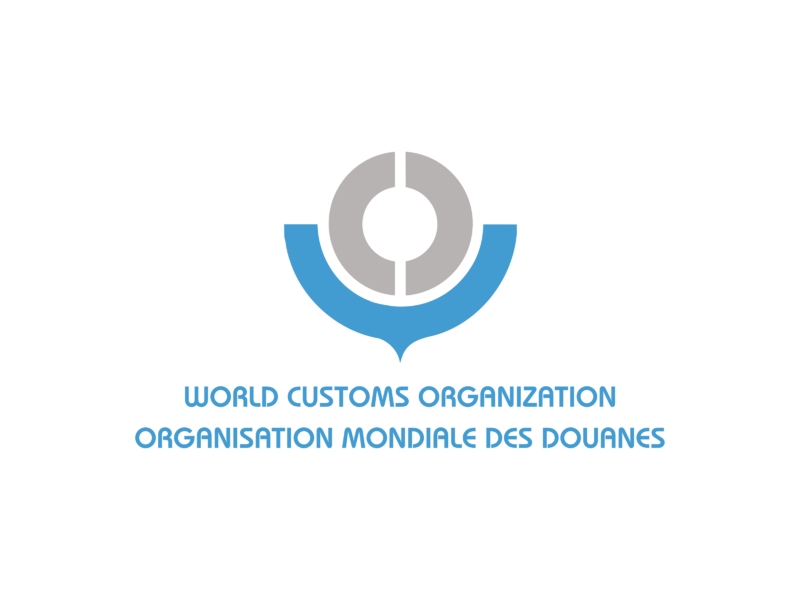 WORLD CUSTOMS ORGANIZATION
ORGANISATION MONDIALE DES DOUANES